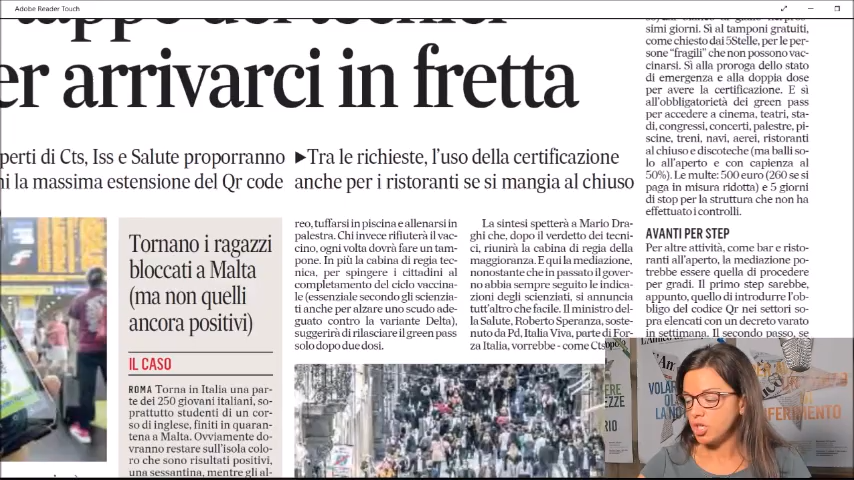 Adobe Reader Touch
tappe dei tecnici
er arrivarci in fretta
perti di Cts, Iss e Salute proporranno
ni la massima estensione del Qr code
▶Tra le richieste, l'uso della certificazione
anche per i ristoranti se si mangia al chiuso
Tornano i ragazzi
bloccati a Malta
(ma non quelli
ancora positivi)
IL CASO
ROMA Torna in Italia una par-
te dei 250 giovani italiani, so-
prattutto studenti di un cor-
so di inglese, finiti in quaran-
tena a Malta. Ovviamente do-
vranno restare sull'isola colo-
ro che sono risultati positivi,
una sessantina, mentre gli al-
reo, tuffarsi in piscina e allenarsi in
palestra. Chi invece rifiuterà il vac-
cino, ogni volta dovrà fare un tam-
pone. In più la cabina di regia tec-
nica, per spingere i cittadini al
completamento del ciclo vaccina-
le (essenziale secondo gli scienzia-
ti anche per alzare uno scudo ade-
guato contro la variante Delta),
suggerirà di rilasciare il green pass
solo dopo due dosi.
La sintesi spetterà a Mario Dra-
ghi che, dopo il verdetto dei tecni-
ci, riunirà la cabina di regia della
maggioranza. E qui la mediazione,
nonostante che in passato il gover-
no abbia sempre seguito le indica-
zioni degli scienziati, si annuncia
tutt'altro che facile. Il ministro del-
la Salute, Roberto Speranza, soste-
nuto da Pd, Italia Viva, parte di For-
za Italia, vorrebbe - come Cts
simi giorni. Sì al tamponi gratuiti,
come chiesto dai 5Stelle, per le per-
sone "fragili" che non possono vac-
cinarsi. Sì alla proroga dello stato
di emergenza e alla doppia dose
per avere la certificazione. E sì
all'obbligatorietà dei green pass
per accedere a cinema, teatri, sta-
di, congressi, concerti, palestre, pi-
scine, treni, navi, aerei, ristoranti
al chiuso e discoteche (ma balli so-
lo all'aperto e con capienza al
50%). Le multe: 500 euro (260 se si
paga in misura ridotta) e 5 giorni
di stop per la struttura che non ha
effettuato i controlli.
AVANTI PER STEP
Per altre attività, come bar e risto-
ranti all'aperto, la mediazione po-
trebbe essere quella di procedere
per gradi. Il primo step sarebbe,
appunto, quello di introdurre l'ob-
bligo del codice Qr nei settori so-
pra elencati con un decreto varato
in settimana. Il secondo passo, se